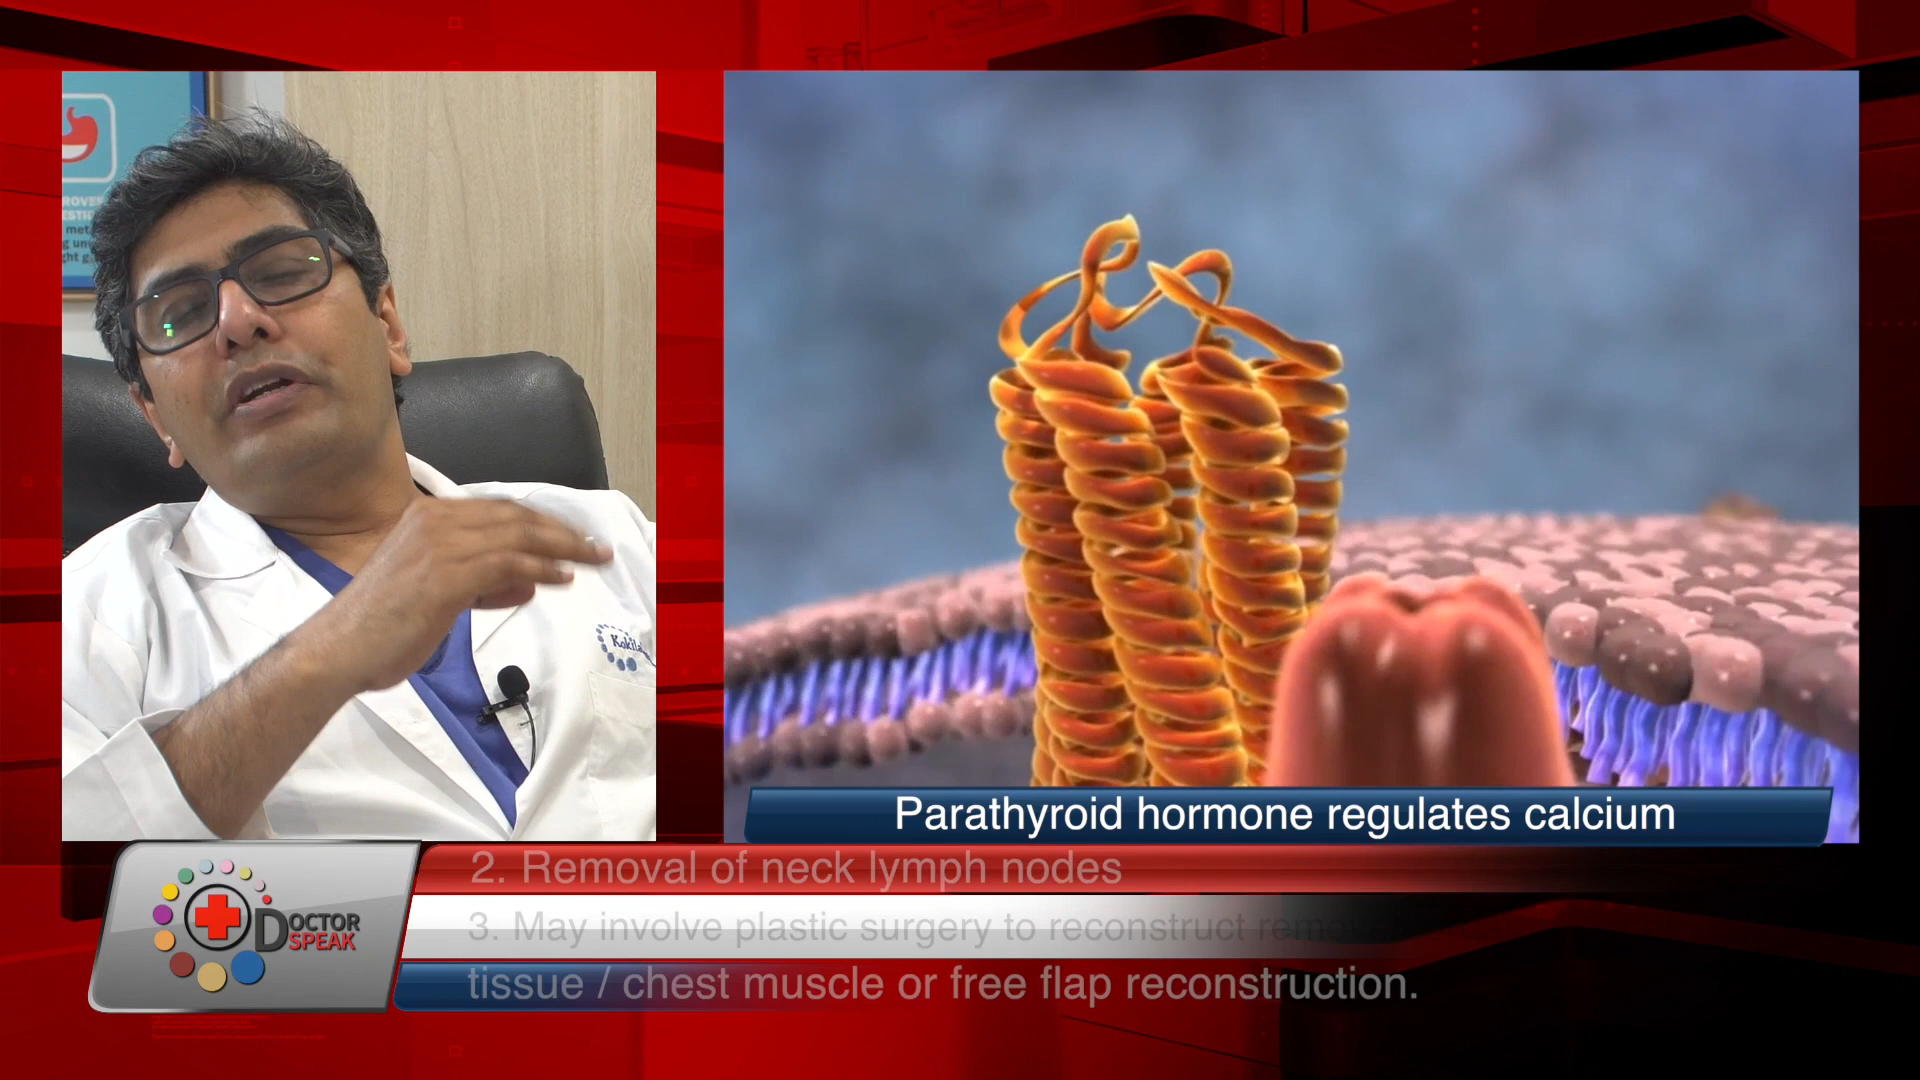 Parathyroid hormone regulates calcium
2. Removal of neck lymph nodes
3. May involve plastic surgery to reconstruct
tissue / chest muscle or free flap reconstruction.
DOCTOR
SPEAK